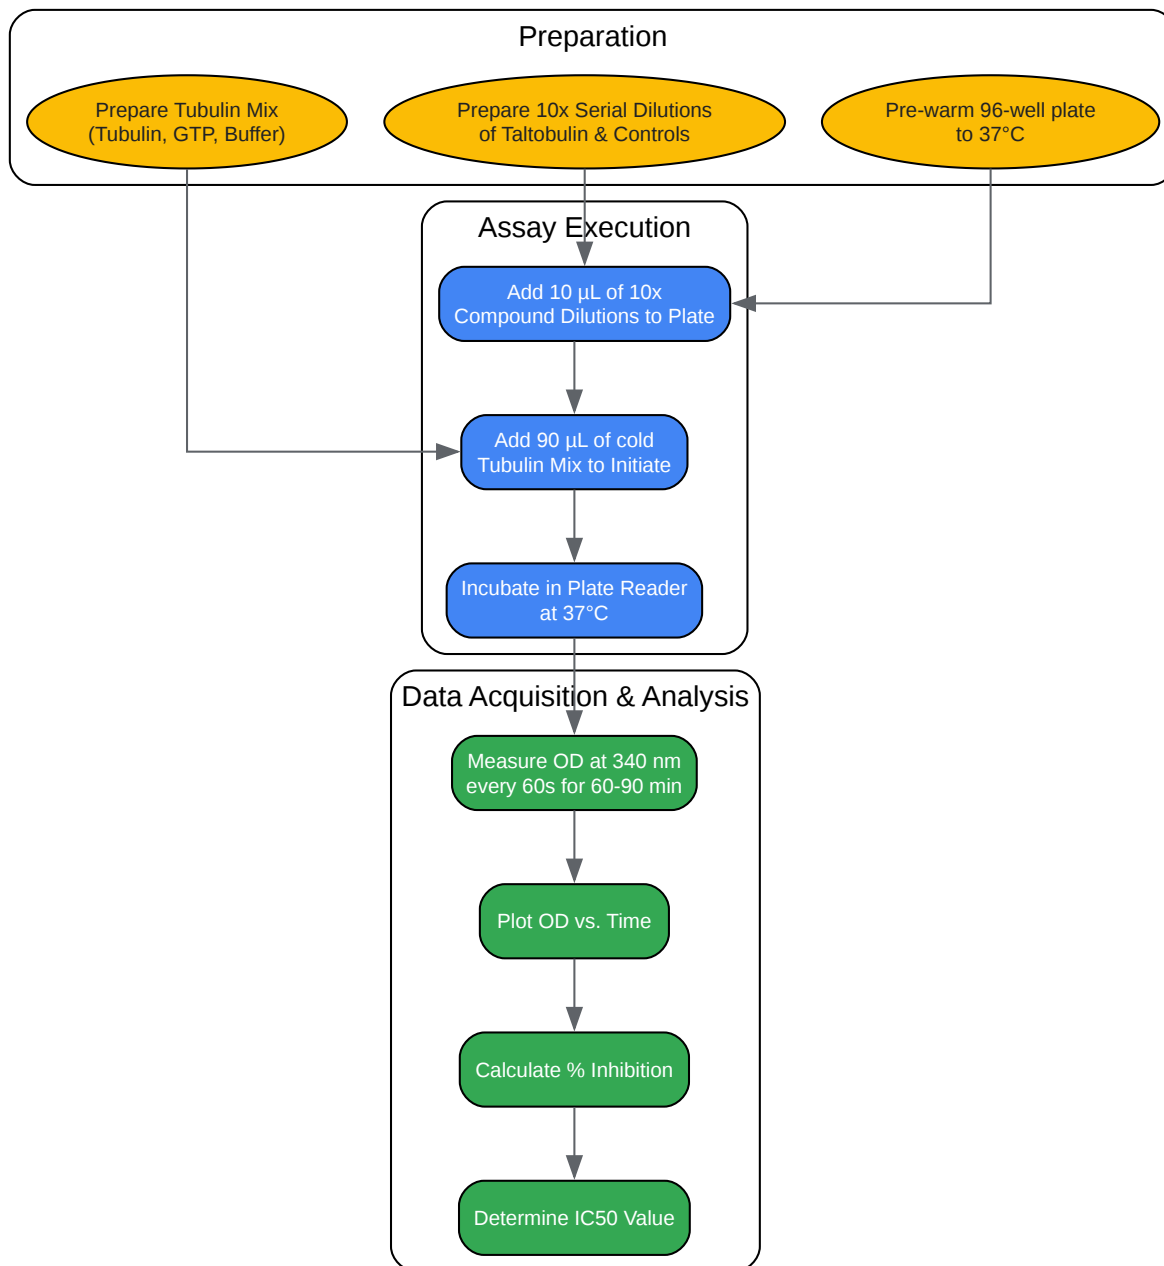 Preparation
Prepare Tubulin Mix
(Tubulin, GTP, Buffer)
Prepare 10x Serial Dilutions
of Taltobulin & Controls
Pre-warm 96-well plate
to 37°C
Assay Execution
Add 10 µL of 10x
Compound Dilutions to Plate
Add 90 µL of cold
Tubulin Mix to Initiate
Incubate in Plate Reader
at 37°C
Data Acquisition & Analysis
Measure OD at 340 nm
every 60s for 60-90 min
Plot OD vs. Time
Calculate % Inhibition
Determine IC50 Value